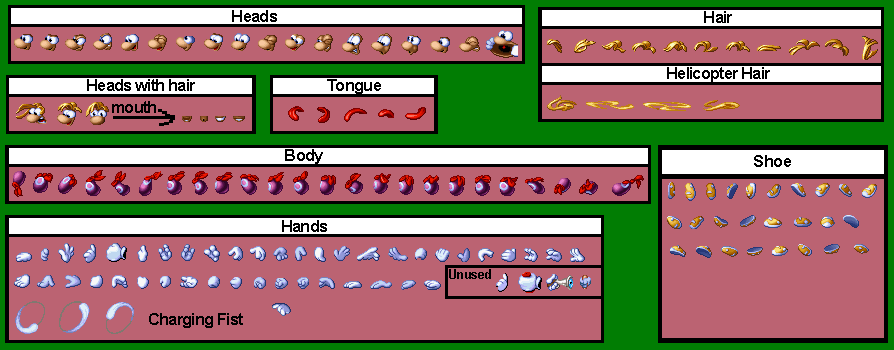 Heads
Hair
Heads with hair
Tongue
mouth
Helicopter Hair
Body
Shoe
Hands
Unused
Charging Fist